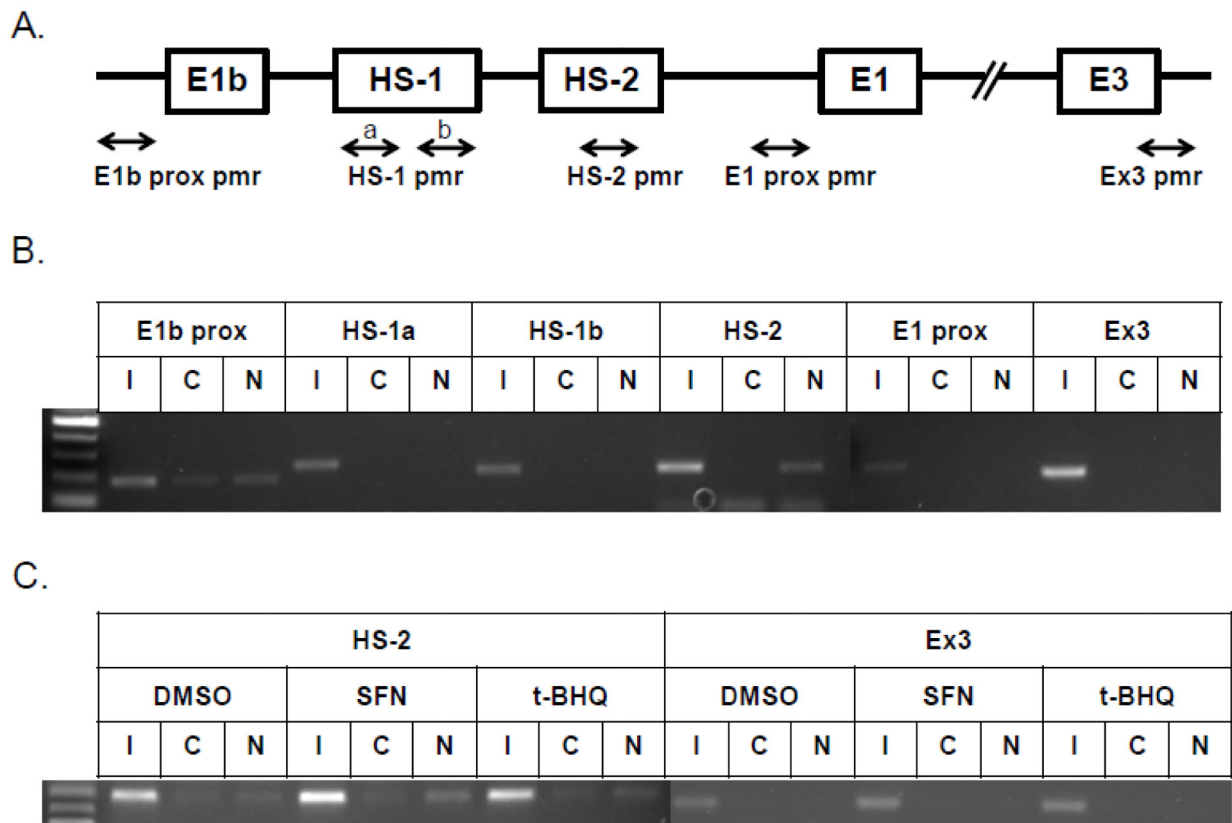 A.
E1b HS-1 HS-2 E1 E3
a b
E1b prox pmr HS-1 pmr HS-2 pmr E1 prox pmr Ex3 pmr
B.
E1b prox HS-1a HS-1b HS-2 E1 prox Ex3
I C N I C N I C N I C N I C N I C N
C.
HS-2 Ex3
DMSO SFN t-BHQ DMSO SFN t-BHQ
I C N I C N I C N I C N I C N I C N